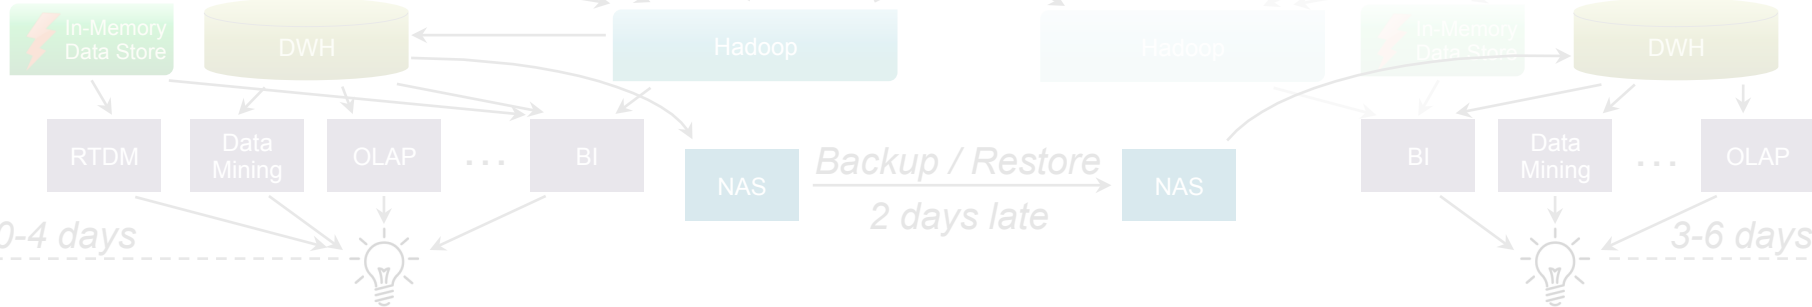 In-Memory
Data Store
DWH
Hadoop
Hadoop
In-Memory
Data Store
DWH
RTDM
Data
Mining
OLAP
...
BI
NAS
Backup / Restore
2 days late
NAS
BI
Data
Mining
...
OLAP
0-4 days
3-6 days